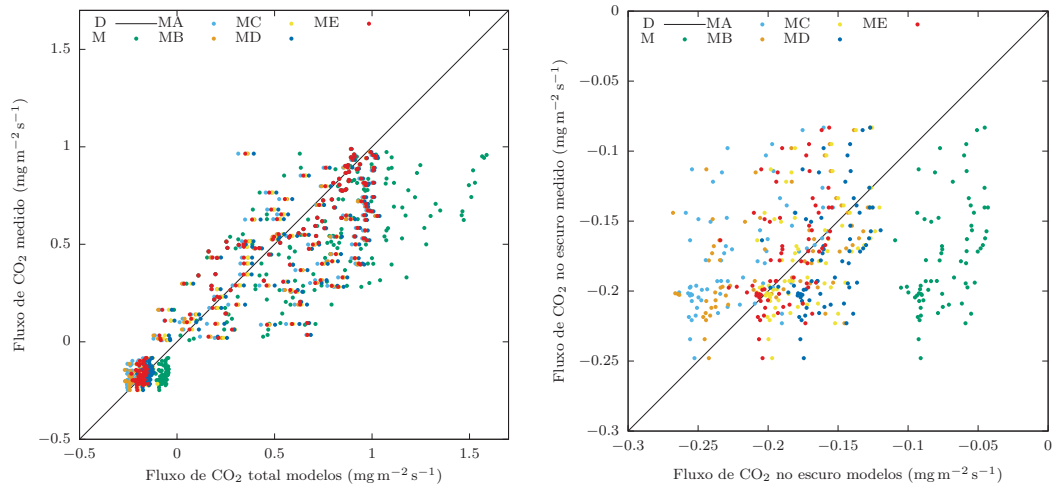 D MA MC ME
M MB MD
1.5
1
0.5
0
−0.5
−0.5 0 0.5 1 1.5
Fluxo de CO2 medido (mg m−2 s−1)
Fluxo de CO2 total modelos (mg m−2 s−1)
D MA MC ME
M MB MD
0
−0.05
−0.1
−0.15
−0.2
−0.25
−0.3
−0.3 −0.25 −0.2 −0.15 −0.1 −0.05 0
Fluxo de CO2 no escuro medido (mg m−2 s−1)
Fluxo de CO2 no escuro modelos (mg m−2 s−1)